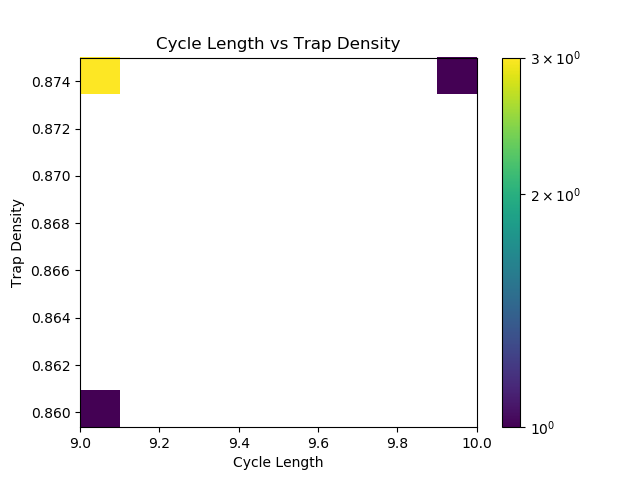 Cycle Length vs Trap Density
Trap Density
0.874
0.872
0.870
0.868
0.866
0.864
0.862
0.860
9.0 9.2 9.4 9.6 9.8 10.0
Cycle Length
3 × 10⁰
2 × 10⁰
10⁰